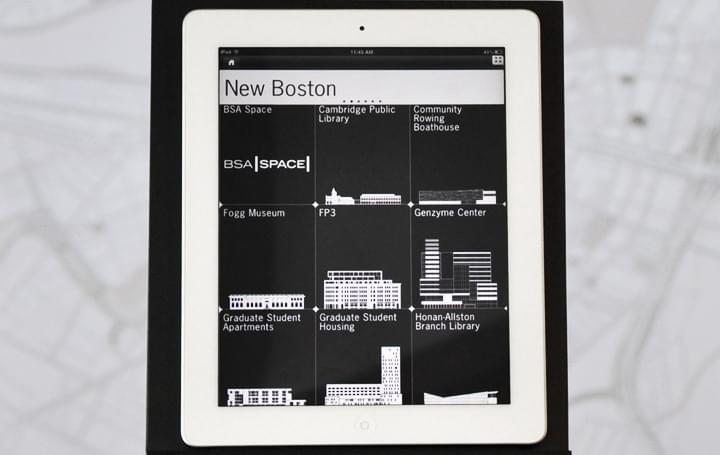 iPad
11:45 AM
New Boston
BSA Space
Cambridge Public
Library
Community
Rowing
Boathouse
BSA|SPACE|
Fogg Museum
FP3
Genzyme Center
Graduate Student
Apartments
Graduate Student
Housing
Honan-Allston
Branch Library